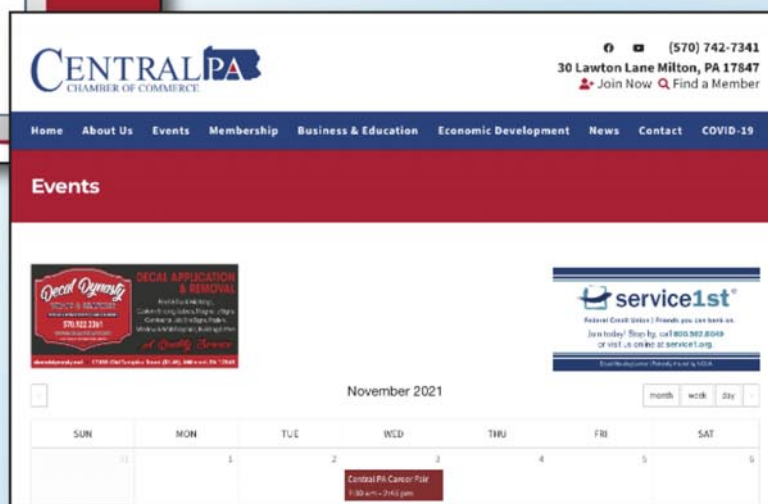 CENTRAL PA
CHAMBER OF COMMERCE
(570) 742-7341
30 Lawton Lane Milton, PA 17847
Join Now Find a Member
Home About Us Events Membership Business & Education Economic Development News Contact COVID-19
Events
Decal Dynasty
570.922.2361
DECAL APPLICATION
& REMOVAL
service1st
Federal Credit Union | Friends you can bank on.
Join today! Stop by, call 800.562.6049
or visit us online at service1.org.
November 2021
month week day
SUN MON TUE WED THU FRI SAT
31 1 2 3 4 5 6
Central PA Career Fair